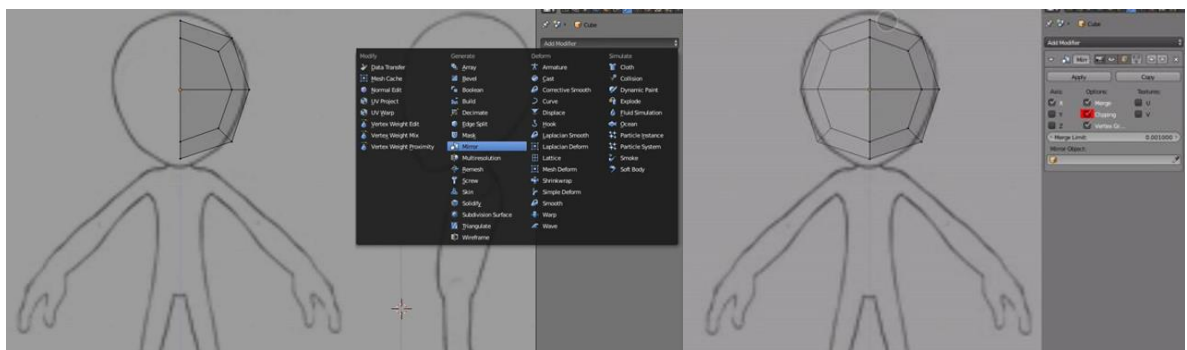 Cube
Add Modifier
Modify Generate Deform Simulate
Data Transfer Array Armature Cloth
Mesh Cache Bevel Cast Collision
Normal Edit Boolean Corrective Smooth Dynamic Paint
UV Project Build Curve Explode
UV Warp Decimate Displace Fluid Simulation
Vertex Weight Edit Edge Split Hook Ocean
Vertex Weight Mix Mask Laplacian Smooth Particle Instance
Vertex Weight Proximity Mirror Laplacian Deform Particle System
Multiresolution Lattice Smoke
Remesh Mesh Deform Soft Body
Screw Shrinkwrap
Skin Simple Deform
Solidify Smooth
Subdivision Surface Warp
Triangulate Wave
Wireframe
Cube
Add Modifier
Mirr
Apply Copy
Axis: Options: Textures:
X Merge U
Y Clipping V
Z Vertex Gr...
Merge Limit: 0.001000
Mirror Object: